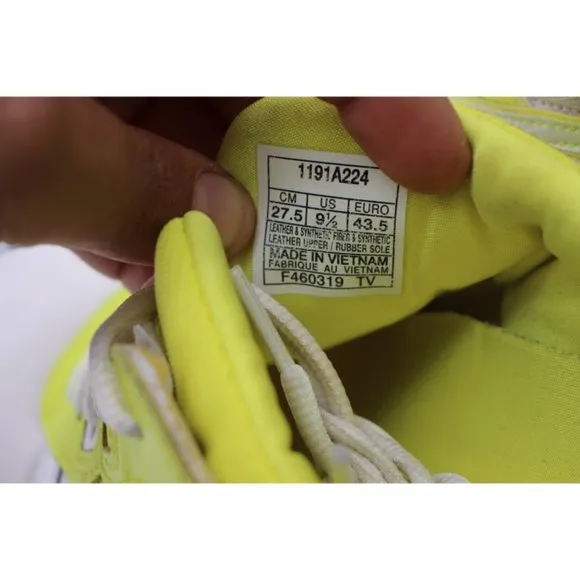 1191A224
CM US EURO
27.5 9½ 43.5
LEATHER & SYNTHETIC FIBER & SYNTHETIC
LEATHER UPPER / RUBBER SOLE
MADE IN VIETNAM
FABRIQUE AU VIETNAM
F460319 TV